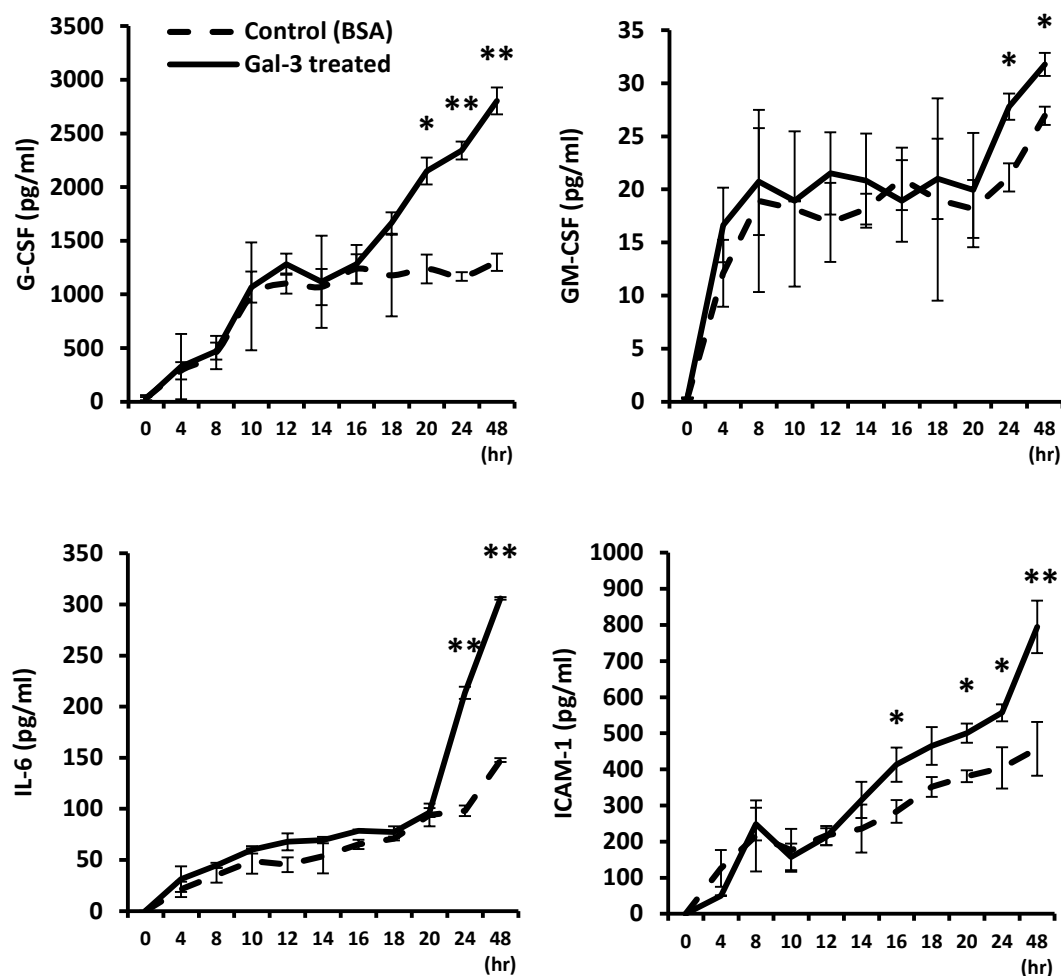 Control (BSA)
Gal-3 treated
G-CSF (pg/ml)
3500
3000
2500
2000
1500
1000
500
0
* ** **
0 4 8 10 12 14 16 18 20 24 48
(hr)
GM-CSF (pg/ml)
35
30
25
20
15
10
5
0
* *
0 4 8 10 12 14 16 18 20 24 48
(hr)
IL-6 (pg/ml)
350
300
250
200
150
100
50
0
** **
0 4 8 10 12 14 16 18 20 24 48
(hr)
ICAM-1 (pg/ml)
1000
900
800
700
600
500
400
300
200
100
0
* * * **
0 4 8 10 12 14 16 18 20 24 48
(hr)